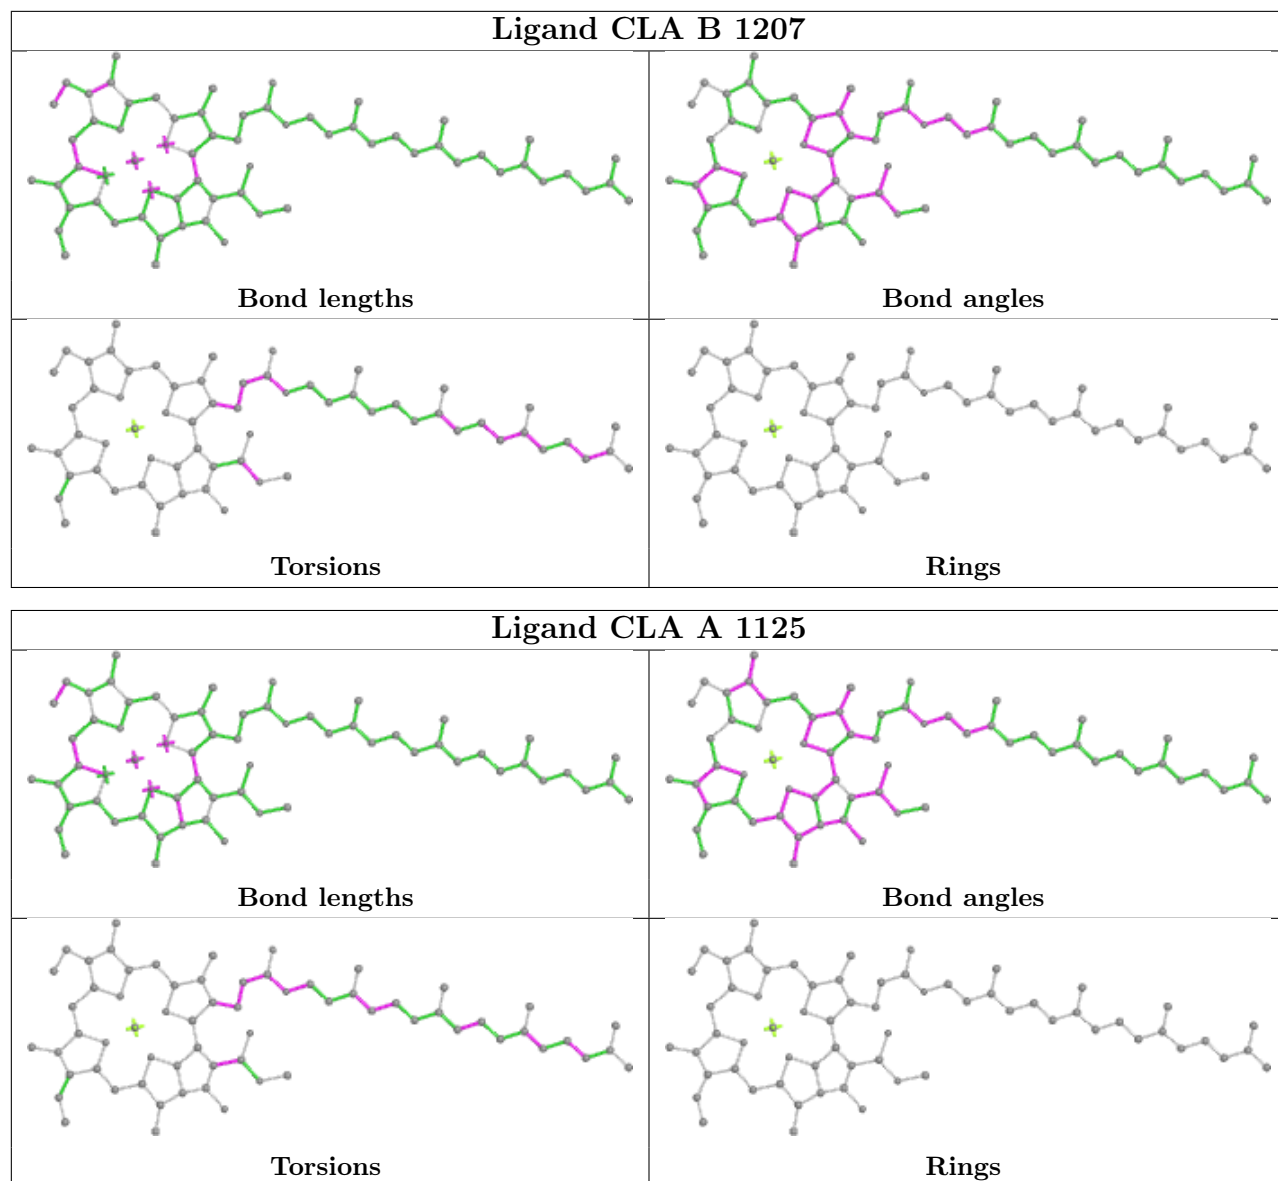 Ligand CLA B 1207
Bond lengths
Bond angles
Torsions
Rings
Ligand CLA A 1125
Bond lengths
Bond angles
Torsions
Rings